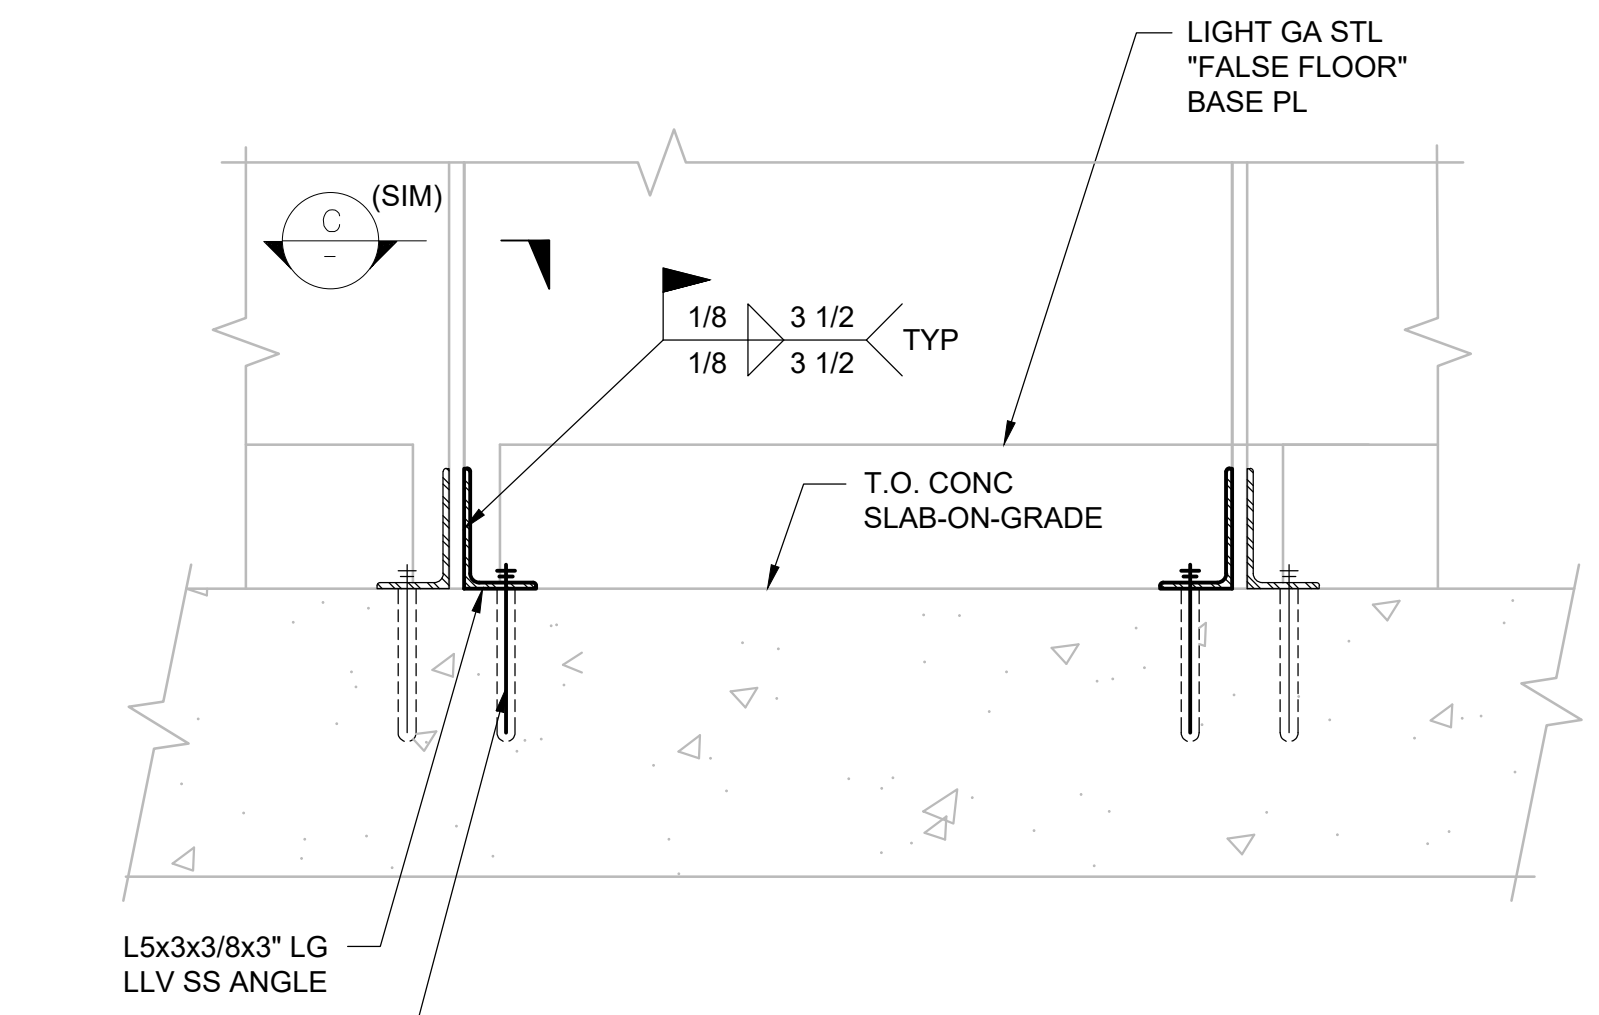 LIGHT GA STL
"FALSE FLOOR"
BASE PL
(SIM)
C
-
1/8 3 1/2
TYP
1/8 3 1/2
T.O. CONC
SLAB-ON-GRADE
L5x3x3/8x3" LG
LLV SS ANGLE